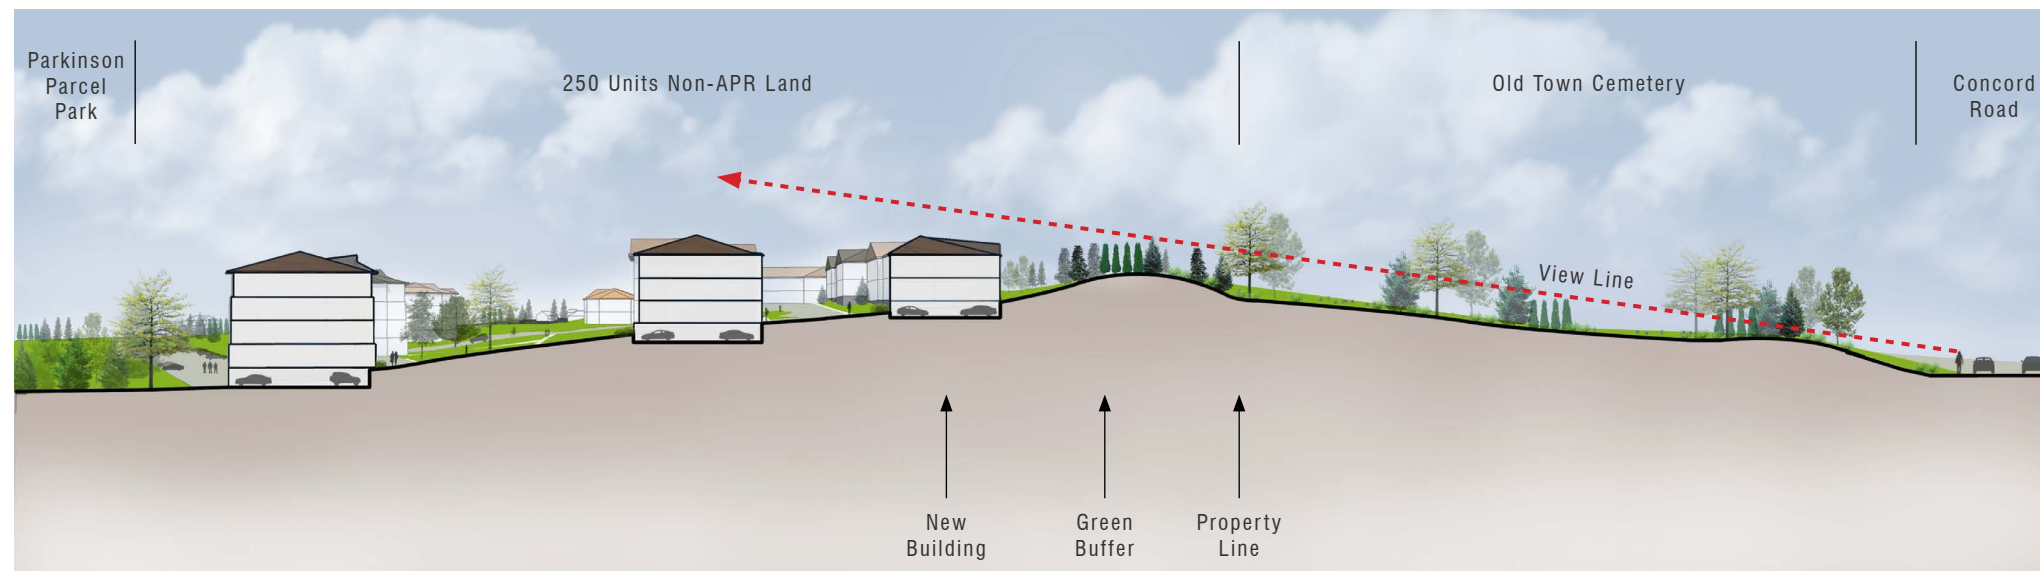 Parkinson
Parcel
Park
250 Units Non-APR Land
Old Town Cemetery
Concord
Road
View Line
New
Building
Green
Buffer
Property
Line